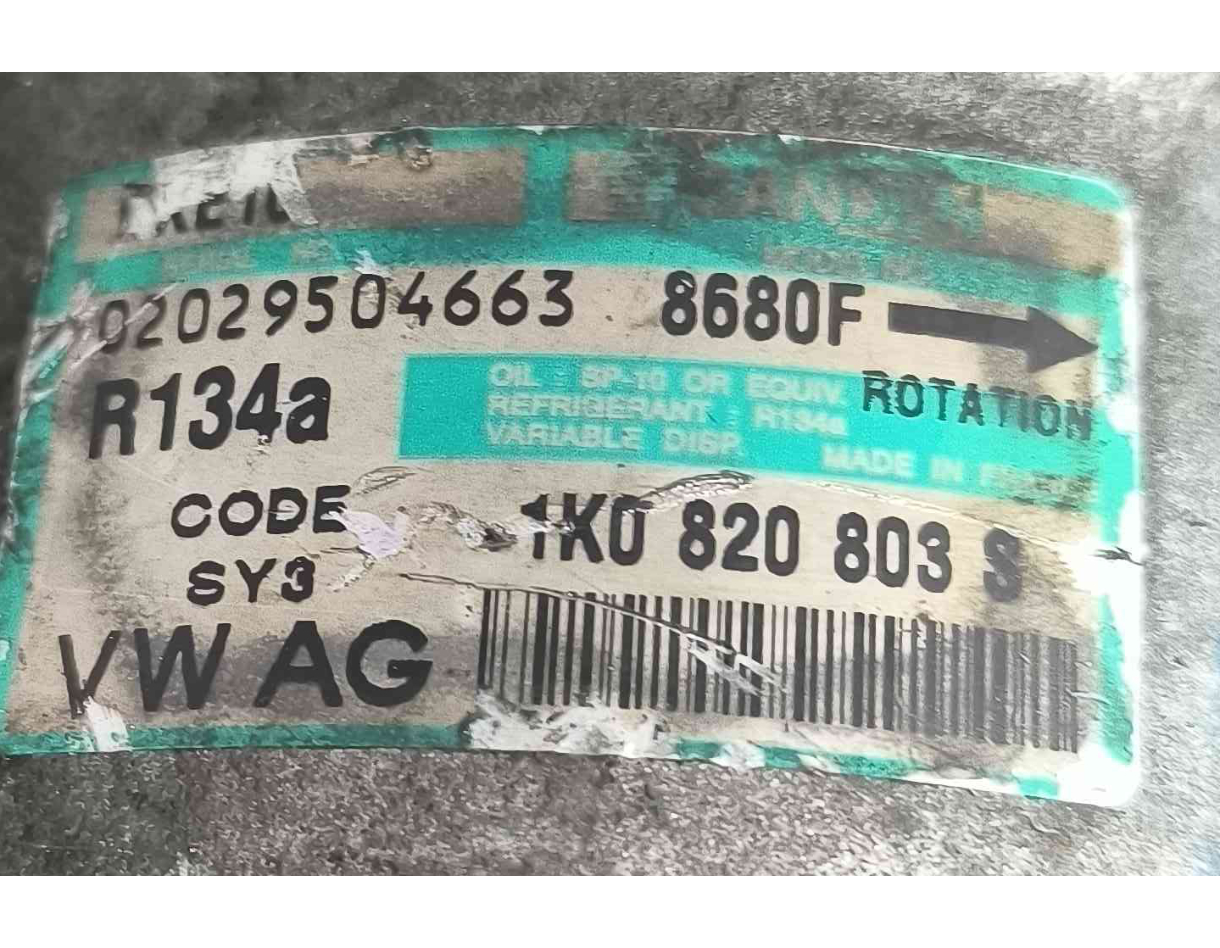 02029504663 8680F
ROTATION
R134a
OIL : SP-10 OR EQUIV.
REFRIGERANT : R134a
VARIABLE DISP.
MADE IN
CODE
SY3
1K0 820 803 S
VW AG